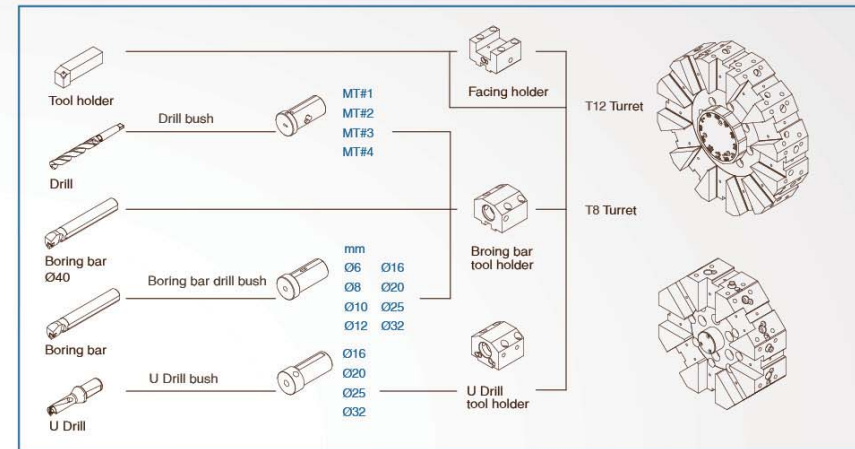 Tool holder
Drill bush
MT#1
MT#2
MT#3
MT#4
Facing holder
T12 Turret
Drill
Boring bar
Ø40
Boring bar drill bush
mm
Ø6 Ø16
Ø8 Ø20
Ø10 Ø25
Ø12 Ø32
Broing bar
tool holder
T8 Turret
Boring bar
U Drill bush
Ø16
Ø20
Ø25
Ø32
U Drill
tool holder
U Drill